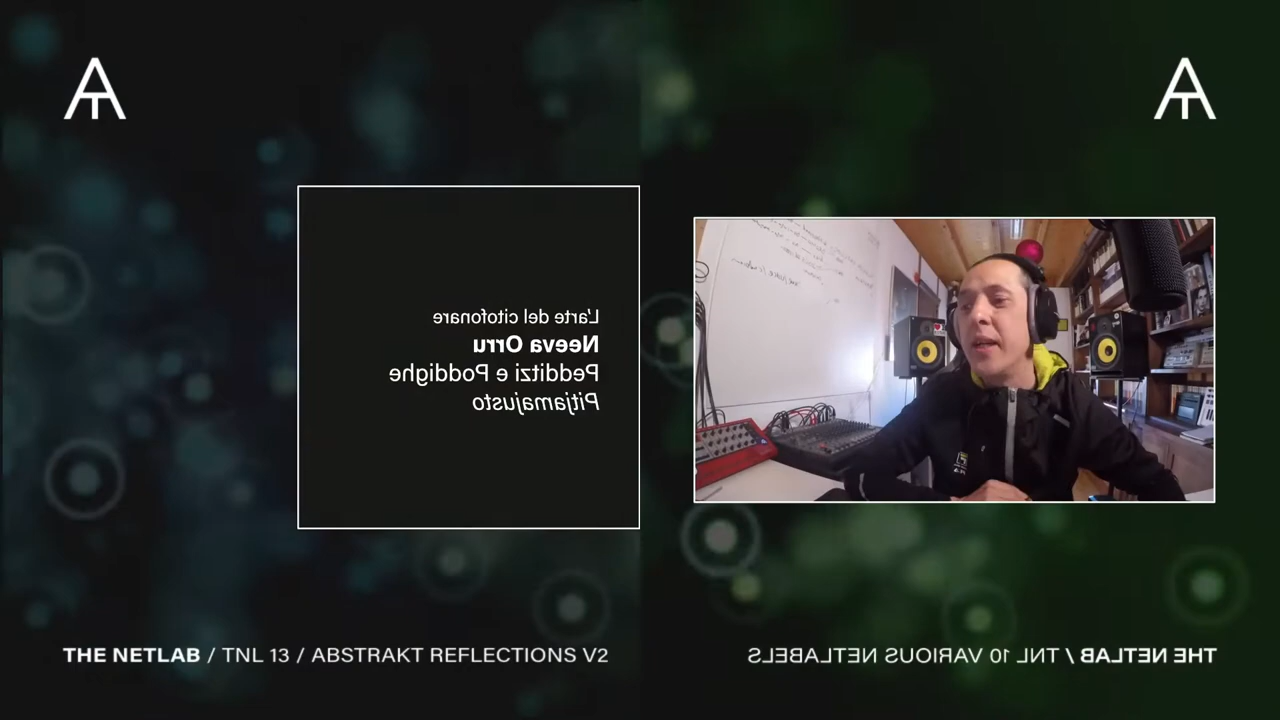 L'arte del citofonare
Neeva Orru
Pedditzi e Poddighe
Pitjamajusto
THE NETLAB / TNL 13 / ABSTRAKT REFLECTIONS V2
THE NETLAB / TNL 10 VARIOUS NETLABELS